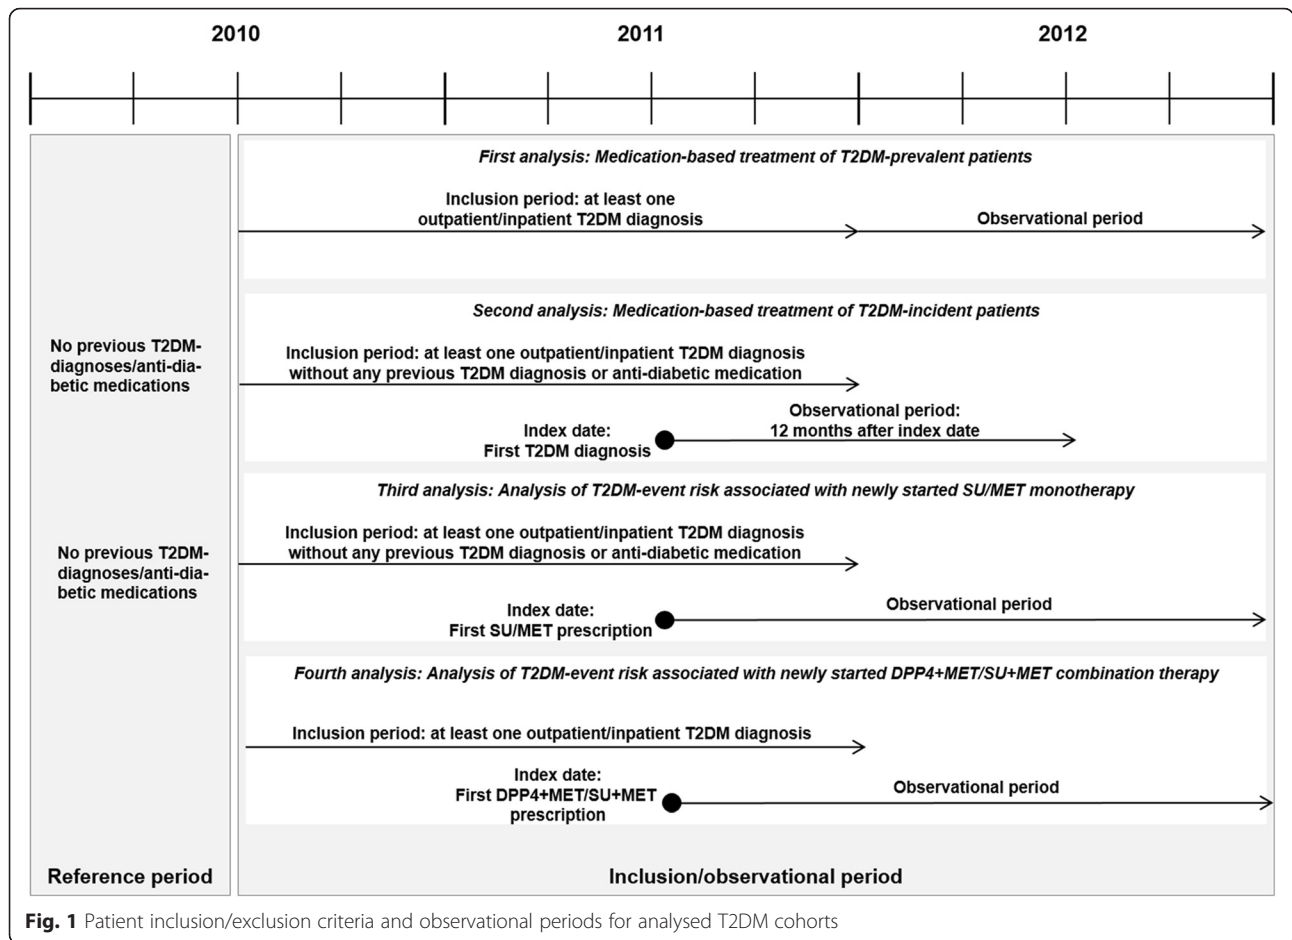 2010 2011 2012
First analysis: Medication-based treatment of T2DM-prevalent patients
Inclusion period: at least one
outpatient/inpatient T2DM diagnosis
Observational period
Second analysis: Medication-based treatment of T2DM-incident patients
No previous T2DM-
diagnoses/anti-dia-
betic medications
Inclusion period: at least one outpatient/inpatient T2DM diagnosis
without any previous T2DM diagnosis or anti-diabetic medication
Observational period:
12 months after index date
Index date:
First T2DM diagnosis
Third analysis: Analysis of T2DM-event risk associated with newly started SU/MET monotherapy
No previous T2DM-
diagnoses/anti-dia-
betic medications
Inclusion period: at least one outpatient/inpatient T2DM diagnosis
without any previous T2DM diagnosis or anti-diabetic medication
Index date:
First SU/MET prescription
Observational period
Fourth analysis: Analysis of T2DM-event risk associated with newly started DPP4+MET/SU+MET combination therapy
Inclusion period: at least one outpatient/inpatient T2DM diagnosis
Index date:
First DPP4+MET/SU+MET
prescription
Observational period
Reference period
Inclusion/observational period
Fig. 1 Patient inclusion/exclusion criteria and observational periods for analysed T2DM cohorts